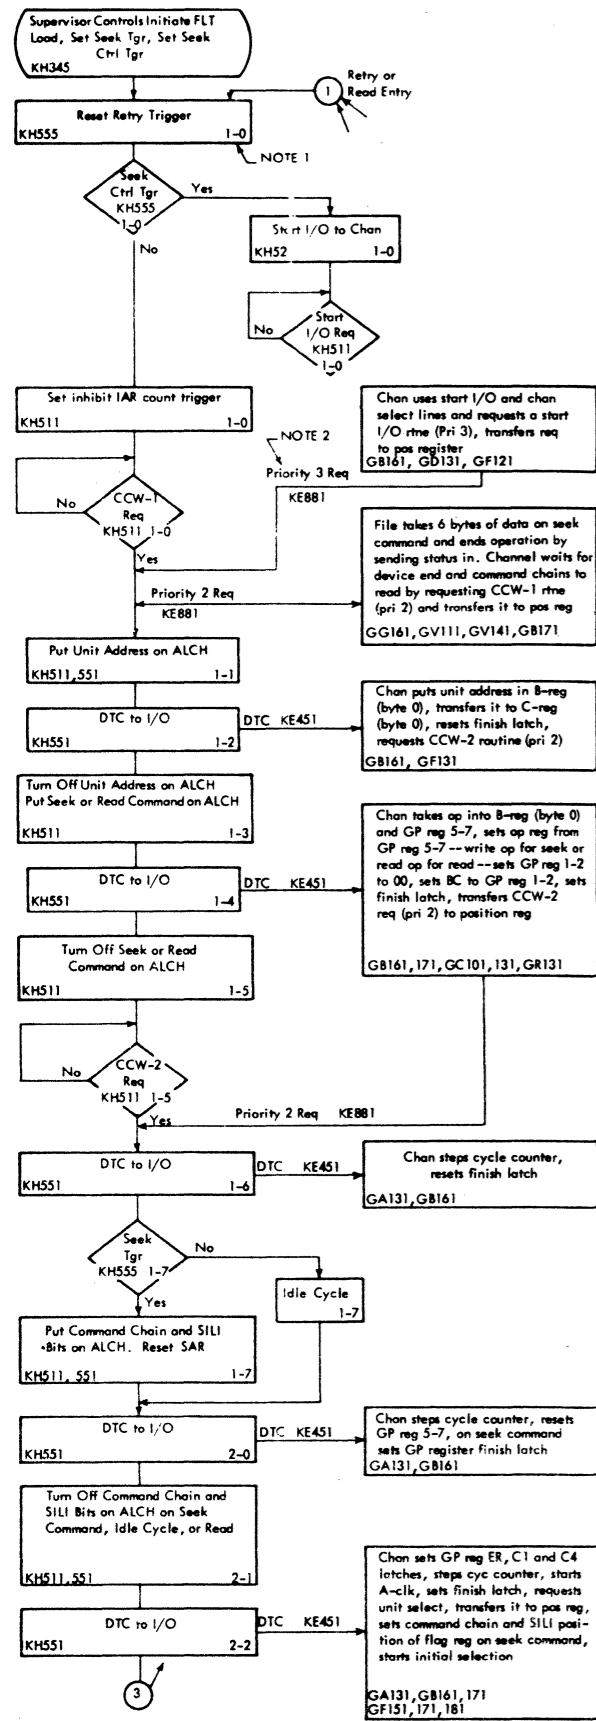 Supervisor Controls Initiate FLT
Load, Set Seek Tgr, Set Seek
Ctrl Tgr
KH345
1
Retry or
Read Entry
Reset Retry Trigger
KH555 1-0
NOTE 1
Seek
Ctrl Tgr
KH555
1-0
Yes
No
Start I/O to Chan
KH52 1-0
Start
I/O Req
KH511
1-0
No
Set inhibit IAR count trigger
KH511 1-0
Chan uses start I/O and chan
select lines and requests a start
I/O rtne (Pri 3), transfers req
to pos register
GB161, GD131, GF121
NOTE 2
Priority 3 Req
KE881
CCW-1
Req
KH511 1-0
No
Yes
File takes 6 bytes of data on seek
command and ends operation by
sending status in. Channel waits for
device end and command chains to
read by requesting CCW-1 rtne
(pri 2) and transfers it to pos reg
GG161, GV111, GV141, GB171
Priority 2 Req
KE881
Put Unit Address on ALCH
KH511,551 1-1
DTC to I/O
KH551 1-2
DTC KE451
Chan puts unit address in B-reg
(byte 0), transfers it to C-reg
(byte 0), resets finish latch,
requests CCW-2 routine (pri 2)
GB161, GF131
Turn Off Unit Address on ALCH
Put Seek or Read Command on ALCH
KH511 1-3
DTC to I/O
KH551 1-4
DTC KE451
Chan takes op into B-reg (byte 0)
and GP reg 5-7, sets op reg from
GP reg 5-7 --write op for seek or
read op for read --sets GP reg 1-2
to 00, sets BC to GP reg 1-2, sets
finish latch, transfers CCW-2
req (pri 2) to position reg
GB161,171, GC101,131, GR131
Turn Off Seek or Read
Command on ALCH
KH511 1-5
CCW-2
Req
KH511 1-5
No
Yes
Priority 2 Req KE881
DTC to I/O
KH551 1-6
DTC KE451
Chan steps cycle counter,
resets finish latch
GA131,GB161
Seek
Tgr
KH555 1-7
No
Yes
Idle Cycle
1-7
Put Command Chain and SILI
Bits on ALCH. Reset SAR
KH511, 551 1-7
DTC to I/O
KH551 2-0
DTC KE451
Chan steps cycle counter, resets
GP reg 5-7, on seek command
sets GP register finish latch
GA131,GB161
Turn Off Command Chain and
SILI Bits on ALCH on Seek
Command, Idle Cycle, or Read
KH511,551 2-1
DTC to I/O
KH551 2-2
DTC KE451
Chan sets GP reg ER, C1 and C4
latches, steps cyc counter, starts
A-clk, sets finish latch, requests
unit select, transfers it to pos reg,
sets command chain and SILI posi-
tion of flag reg on seek command,
starts initial selection
GA131, GB161, 171
GF151, 171, 181
3